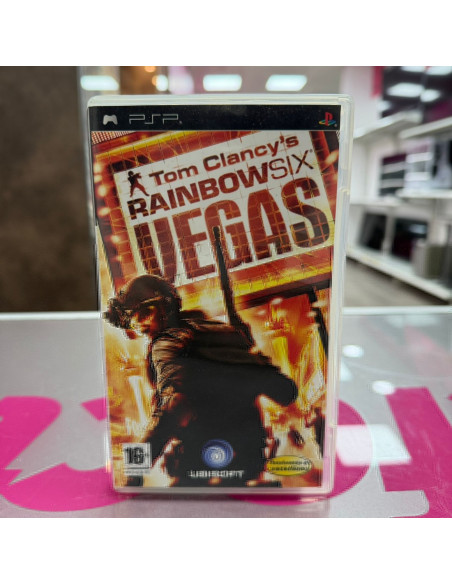 PSP
Tom Clancy's
RAINBOWSIX
VEGAS
16+
UBISOFT